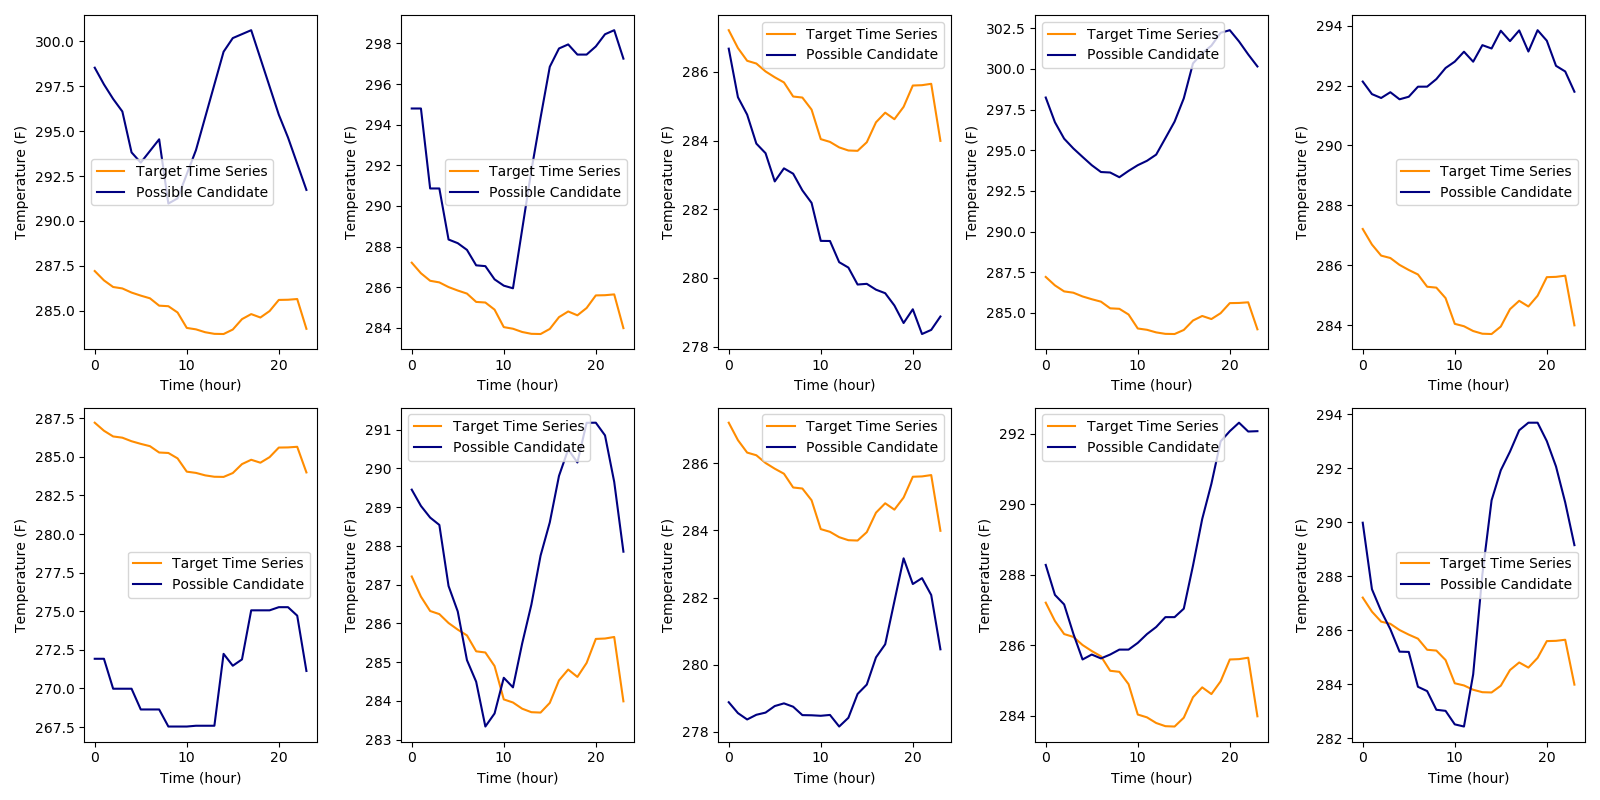 300.0
297.5
295.0
292.5
290.0
287.5
285.0
0
10
20
Temperature (F)
Time (hour)
Target Time Series
Possible Candidate
298
296
294
292
290
288
286
284
0
10
20
Temperature (F)
Time (hour)
Target Time Series
Possible Candidate
286
284
282
280
278
0
10
20
Temperature (F)
Time (hour)
Target Time Series
Possible Candidate
302.5
300.0
297.5
295.0
292.5
290.0
287.5
285.0
0
10
20
Temperature (F)
Time (hour)
Target Time Series
Possible Candidate
294
292
290
288
286
284
0
10
20
Temperature (F)
Time (hour)
Target Time Series
Possible Candidate
287.5
285.0
282.5
280.0
277.5
275.0
272.5
270.0
267.5
0
10
20
Temperature (F)
Time (hour)
Target Time Series
Possible Candidate
291
290
289
288
287
286
285
284
283
0
10
20
Temperature (F)
Time (hour)
Target Time Series
Possible Candidate
286
284
282
280
278
0
10
20
Temperature (F)
Time (hour)
Target Time Series
Possible Candidate
292
290
288
286
284
0
10
20
Temperature (F)
Time (hour)
Target Time Series
Possible Candidate
294
292
290
288
286
284
282
0
10
20
Temperature (F)
Time (hour)
Target Time Series
Possible Candidate